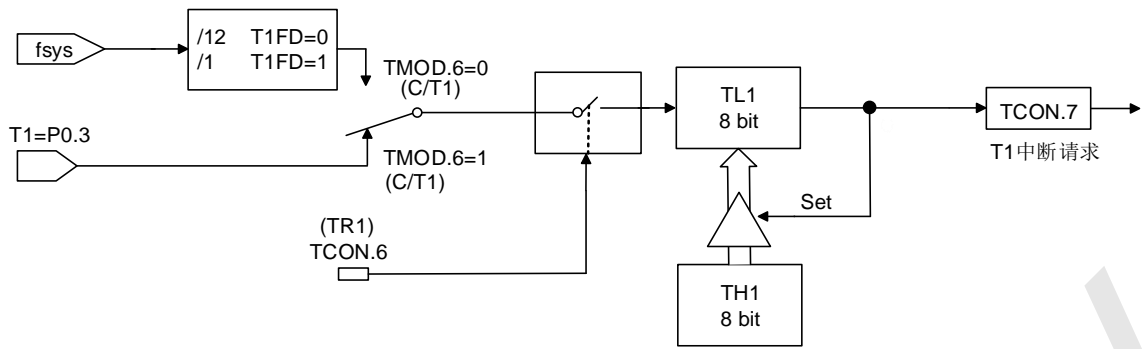 fsys
/12 T1FD=0
/1 T1FD=1
TMOD.6=0
(C/T1)
T1=P0.3
TMOD.6=1
(C/T1)
(TR1)
TCON.6
TL1
8 bit
Set
TH1
8 bit
TCON.7
T1中断请求